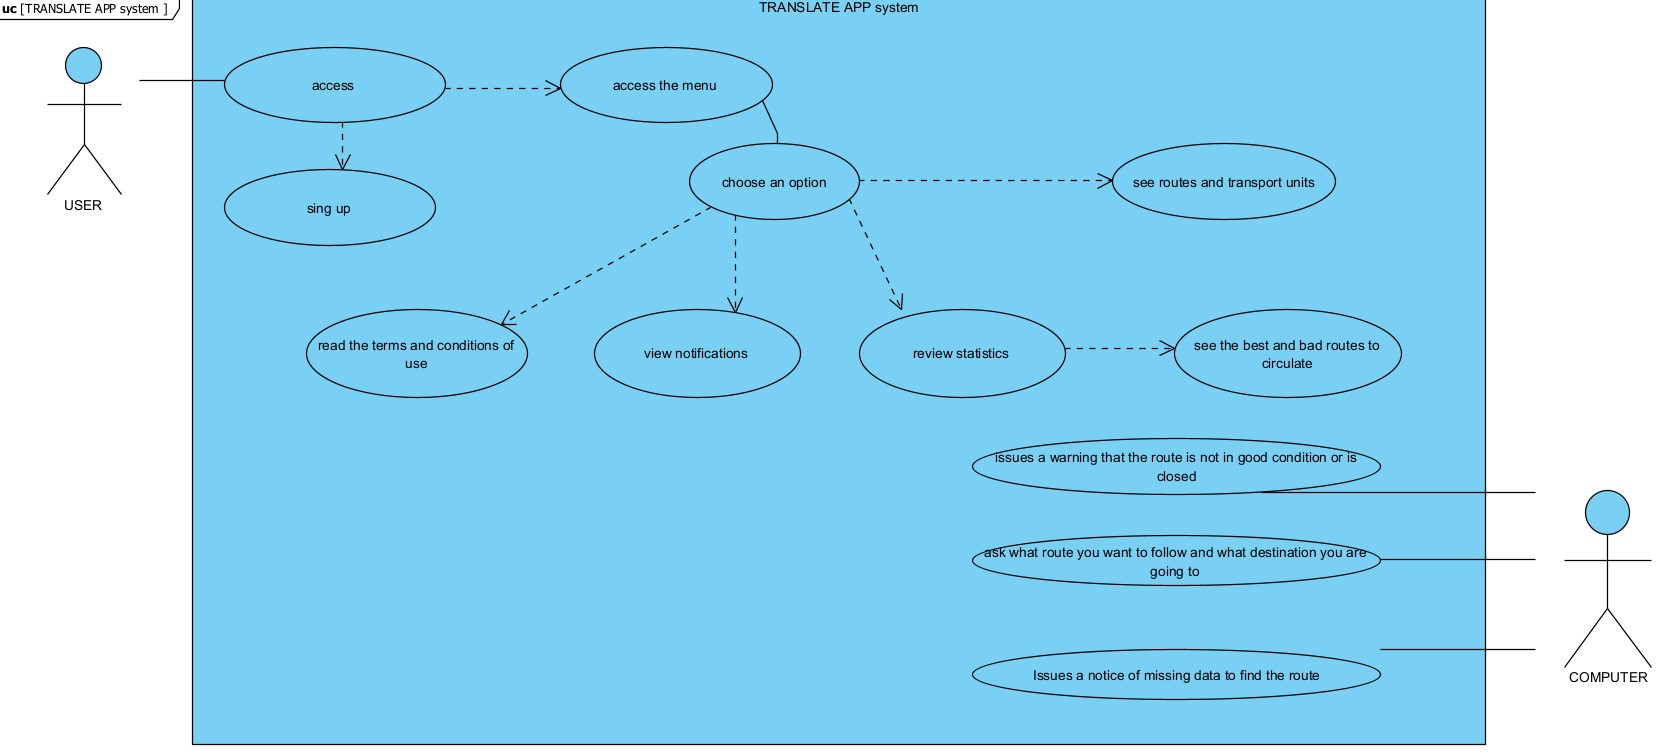 uc [TRANSLATE APP system ]
TRANSLATE APP system
access
access the menu
choose an option
see routes and transport units
USER
sing up
read the terms and conditions of
use
view notifications
review statistics
see the best and bad routes to
circulate
issues a warning that the route is not in good condition or is
closed
ask what route you want to follow and what destination you are
going to
Issues a notice of missing data to find the route
COMPUTER